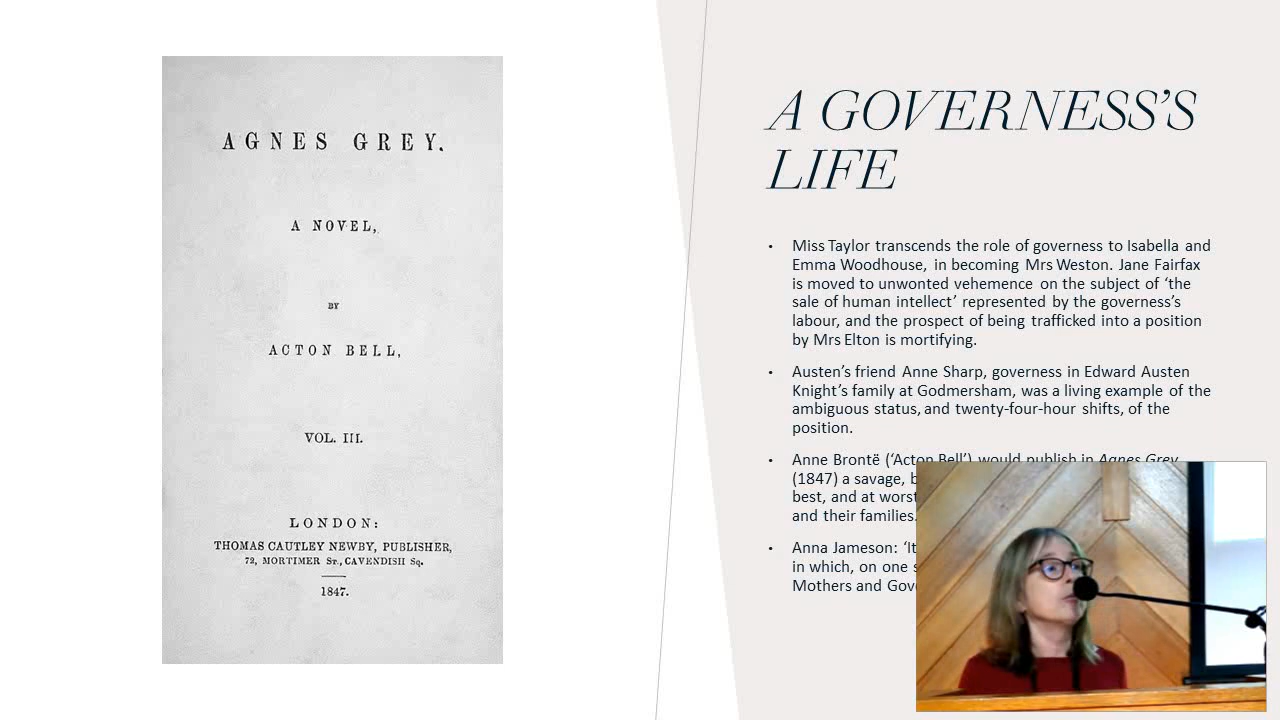 AGNES GREY.
A NOVEL,
BY
ACTON BELL,
VOL. III.
LONDON:
THOMAS CAUTLEY NEWBY, PUBLISHER,
72, MORTIMER St., CAVENDISH Sq.
1847.
A GOVERNESS'S
LIFE
• Miss Taylor transcends the role of governess to Isabella and
Emma Woodhouse, in becoming Mrs Weston. Jane Fairfax
is moved to unwonted vehemence on the subject of ‘the
sale of human intellect’ represented by the governess’s
labour, and the prospect of being trafficked into a position
by Mrs Elton is mortifying.
• Austen’s friend Anne Sharp, governess in Edward Austen
Knight’s family at Godmersham, was a living example of the
ambiguous status, and twenty-four-hour shifts, of the
position.
• Anne Brontë (‘Acton Bell’) would publish in Agnes Grey
(1847) a savage,
best, and at worst
and their families.
• Anna Jameson: ‘It
in which, on one
Mothers and